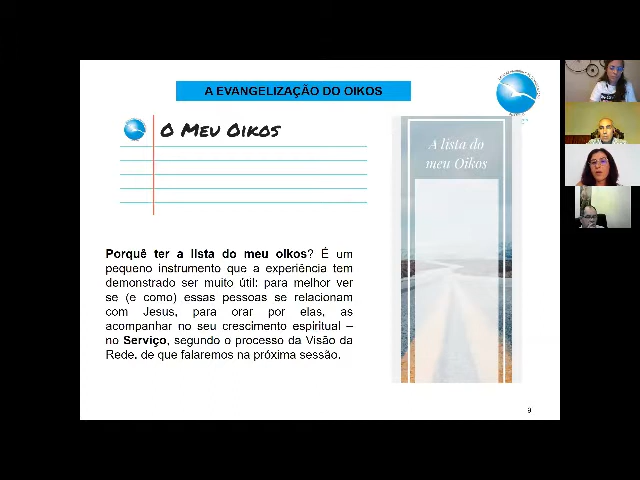 A EVANGELIZAÇÃO DO OIKOS
O MEU OIKOS
A lista do
meu Oikos
Porquê ter a lista do meu oikos? É um
pequeno instrumento que a experiência tem
demonstrado ser muito útil: para melhor ver
se (e como) essas pessoas se relacionam
com Jesus, para orar por elas, as
acompanhar no seu crescimento espiritual –
no Serviço, segundo o processo da Visão da
Rede, de que falaremos na próxima sessão.
9